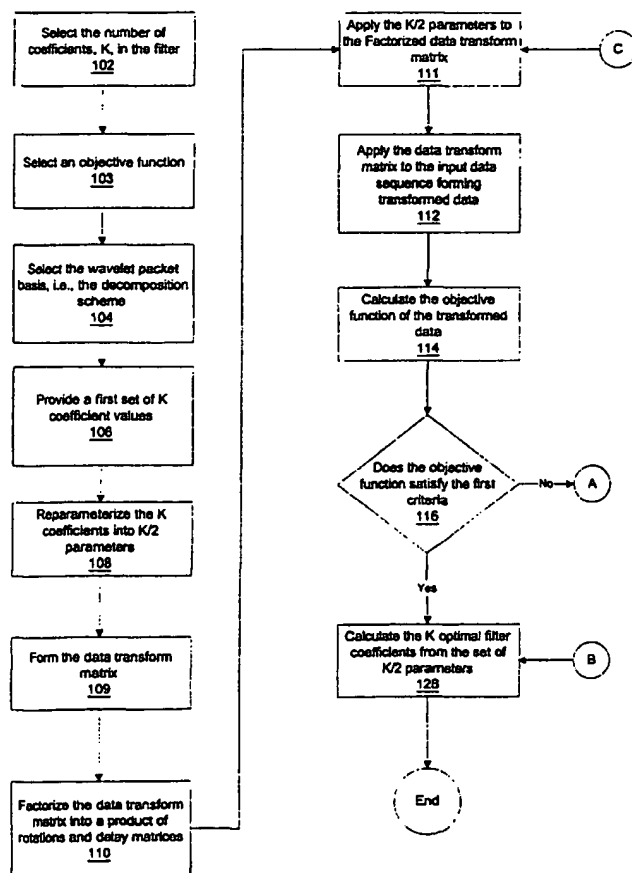 Select the number of
coefficients, K, in the filter
102
Select an objective function
103
Select the wavelet packet
basis, i.e., the decomposition
scheme
104
Provide a first set of K
coefficient values
106
Reparameterize the K
coefficients into K/2
parameters
108
Form the data transform
matrix
109
Factorize the data transform
matrix into a product of
rotations and delay matrices
110
Apply the K/2 parameters to
the Factorized data transform
matrix
111
C
Apply the data transform
matrix to the input data
sequence forming
transformed data
112
Calculate the objective
function of the transformed
data
114
Does the objective
function satisfy the first
criteria
116
No
A
Yes
Calculate the K optimal filter
coefficients from the set of
K/2 parameters
128
B
End